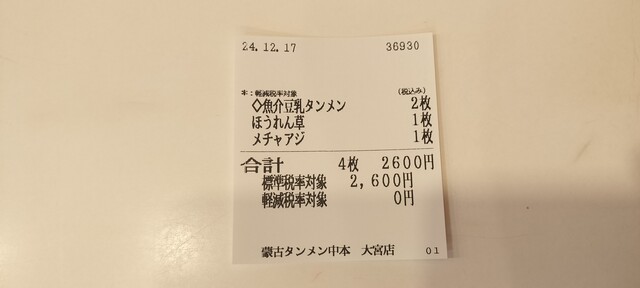 24.12.17 36930
*:軽減税率対象 (税込み)
◇魚介豆乳タンメン 2枚
ほうれん草 1枚
メチャアジ 1枚
合計 4枚 2600円
標準税率対象 2,600円
軽減税率対象 0円
蒙古タンメン中本 大宮店 01